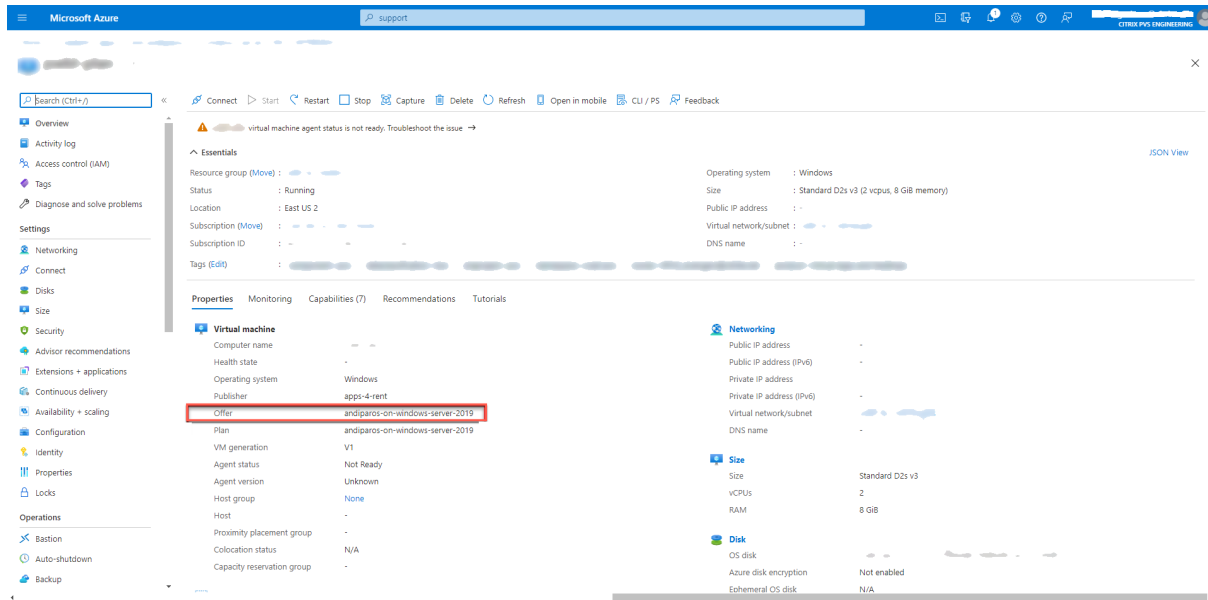 Microsoft Azure
support
1
CITRIX PVS ENGINEERING
Search (Ctrl+/)
«
Connect
Start
Restart
Stop
Capture
Delete
Refresh
Open in mobile
CLI / PS
Feedback
virtual machine agent status is not ready. Troubleshoot the issue →
Essentials
JSON View
Resource group (Move) :
Status : Running
Location : East US 2
Subscription (Move) :
Subscription ID :
Tags (Edit) :
Operating system : Windows
Size : Standard D2s v3 (2 vcpus, 8 GiB memory)
Public IP address : -
Virtual network/subnet :
DNS name : -
Overview
Activity log
Access control (IAM)
Tags
Diagnose and solve problems
Settings
Networking
Connect
Disks
Size
Security
Advisor recommendations
Extensions + applications
Continuous delivery
Availability + scaling
Configuration
Identity
Properties
Locks
Operations
Bastion
Auto-shutdown
Backup
Properties Monitoring Capabilities (7) Recommendations Tutorials
Virtual machine
Computer name
Health state -
Operating system Windows
Publisher apps-4-rent
Offer andiparos-on-windows-server-2019
Plan andiparos-on-windows-server-2019
VM generation V1
Agent status Not Ready
Agent version Unknown
Host group None
Host -
Proximity placement group -
Colocation status N/A
Capacity reservation group -
Networking
Public IP address -
Public IP address (IPv6) -
Private IP address
Private IP address (IPv6) -
Virtual network/subnet
DNS name -
Size
Size Standard D2s v3
vCPUs 2
RAM 8 GiB
Disk
OS disk
Azure disk encryption Not enabled
Ephemeral OS disk N/A